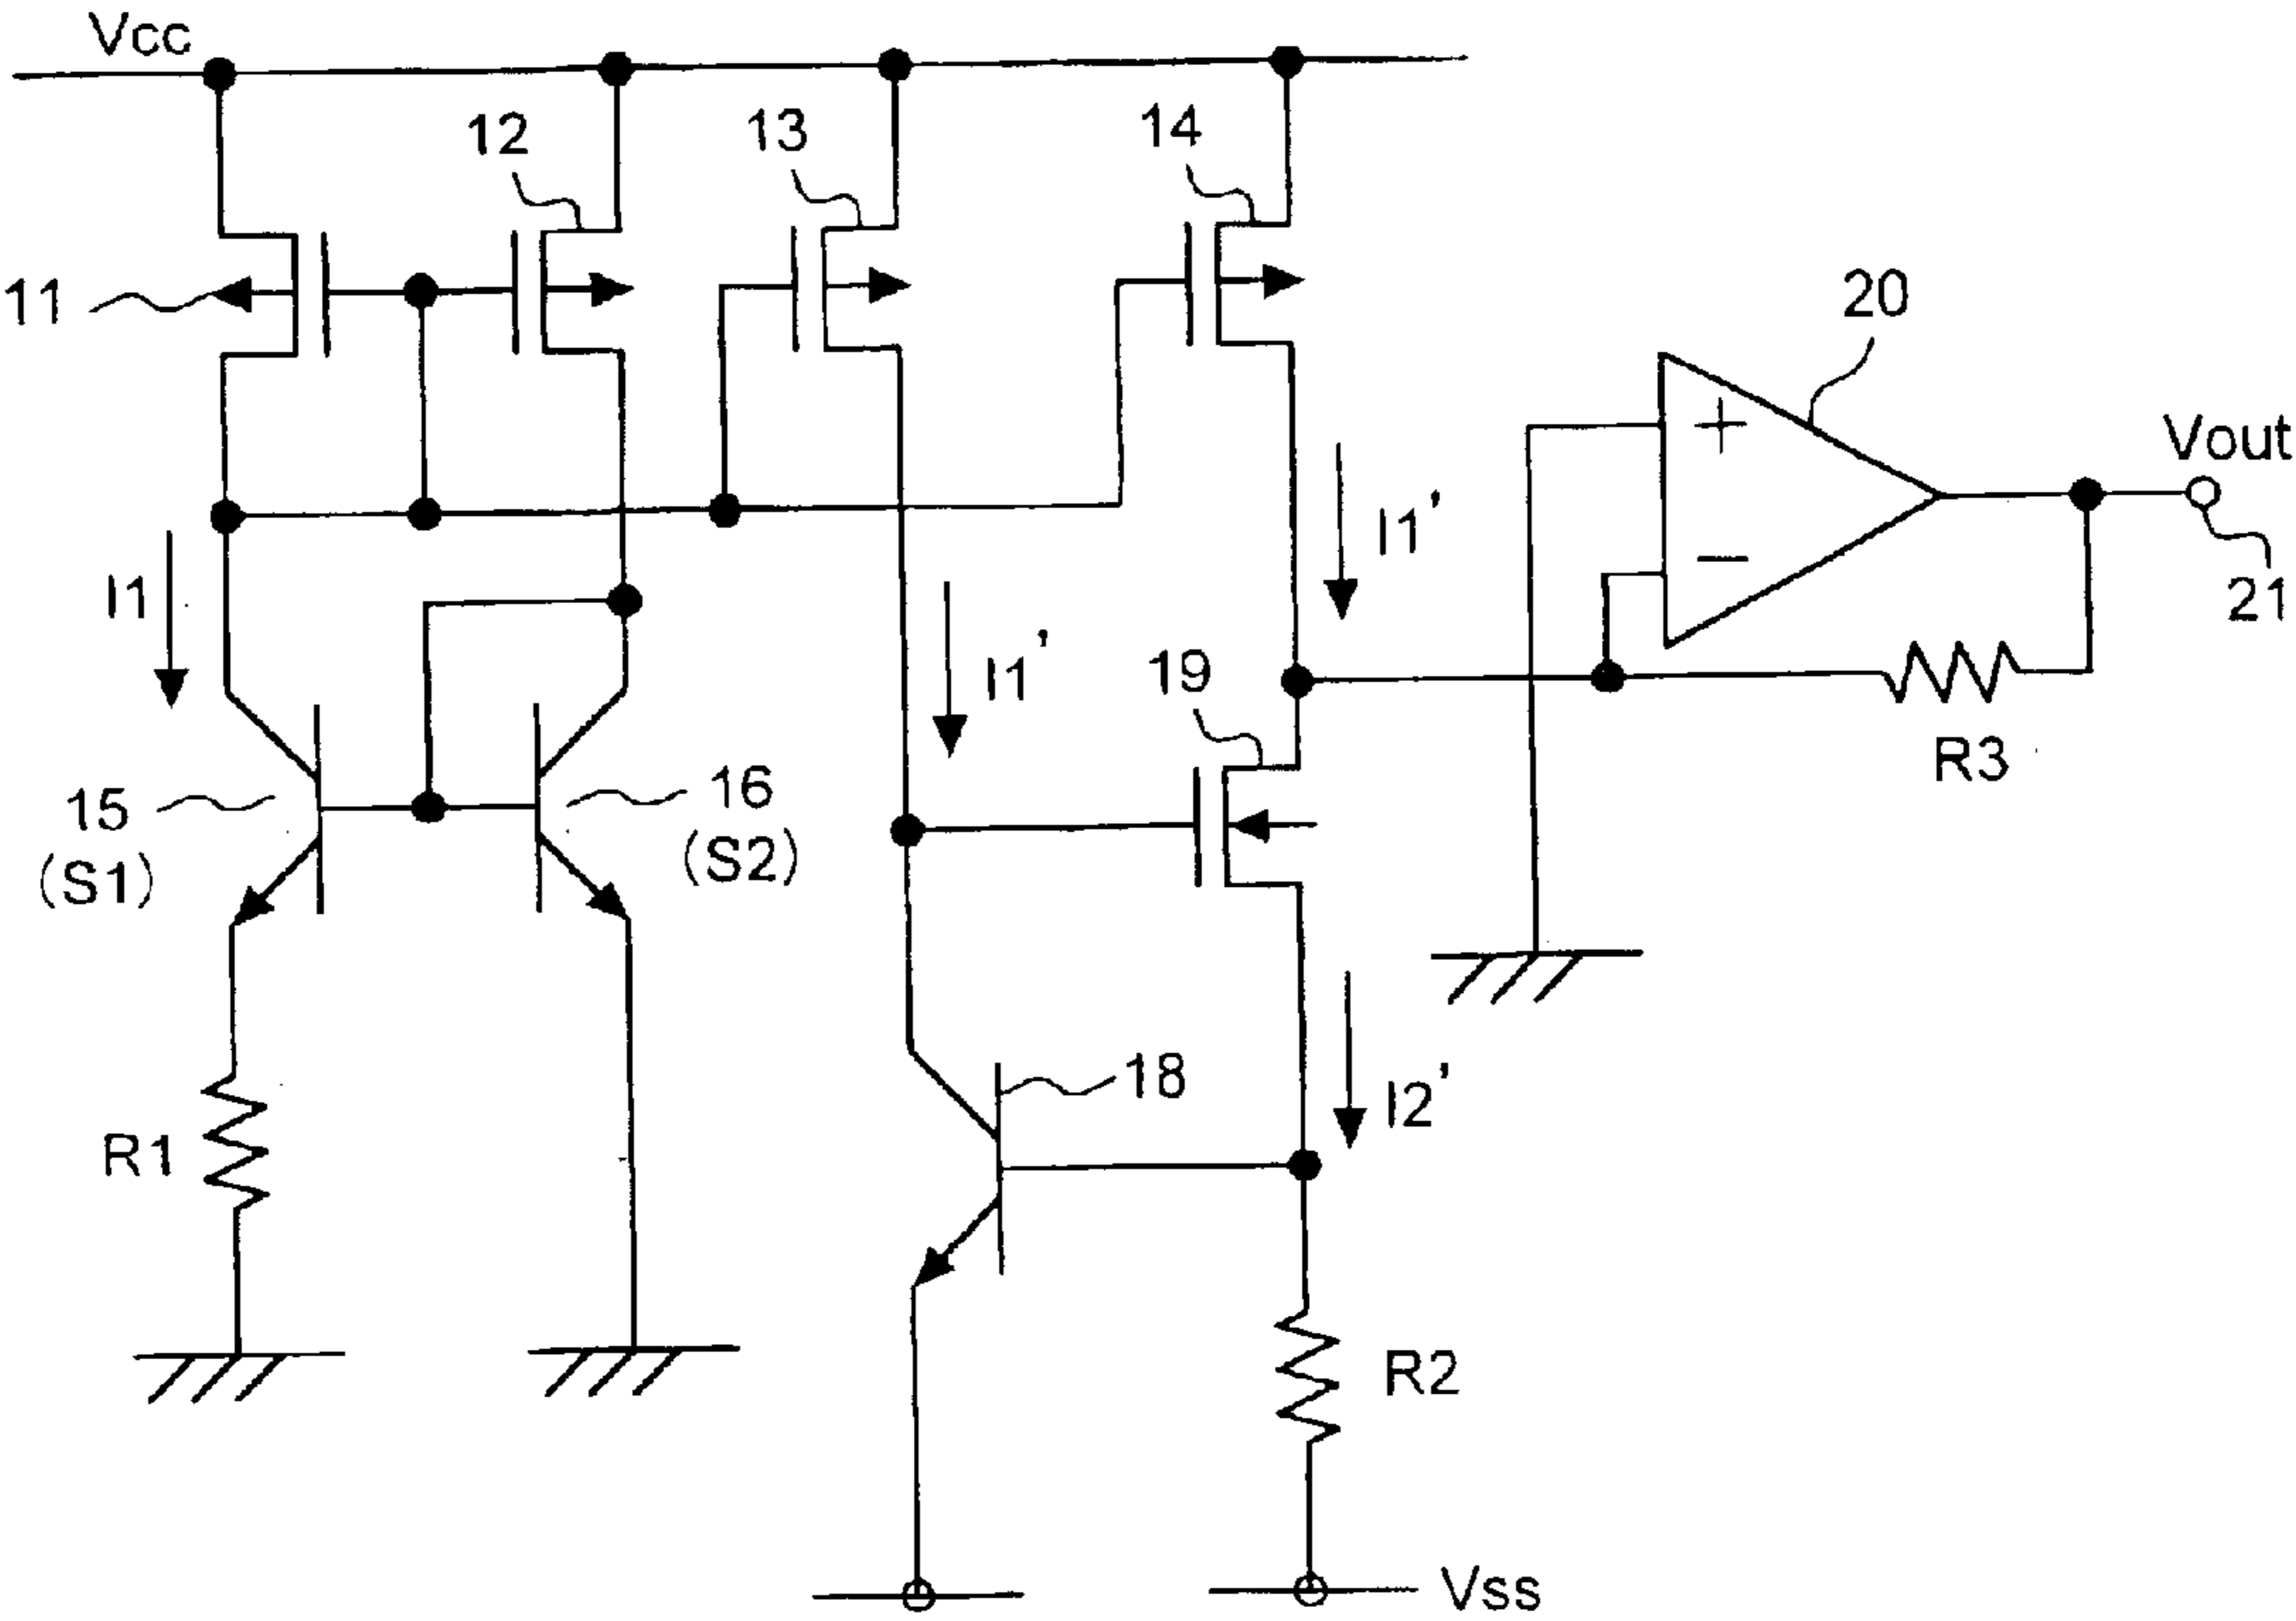 Vcc
12
13
14
11
20
Vout
I1
I1'
I1'
21
19
R3
15
(S1)
16
(S2)
18
I2'
R1
R2
Vss
+
−